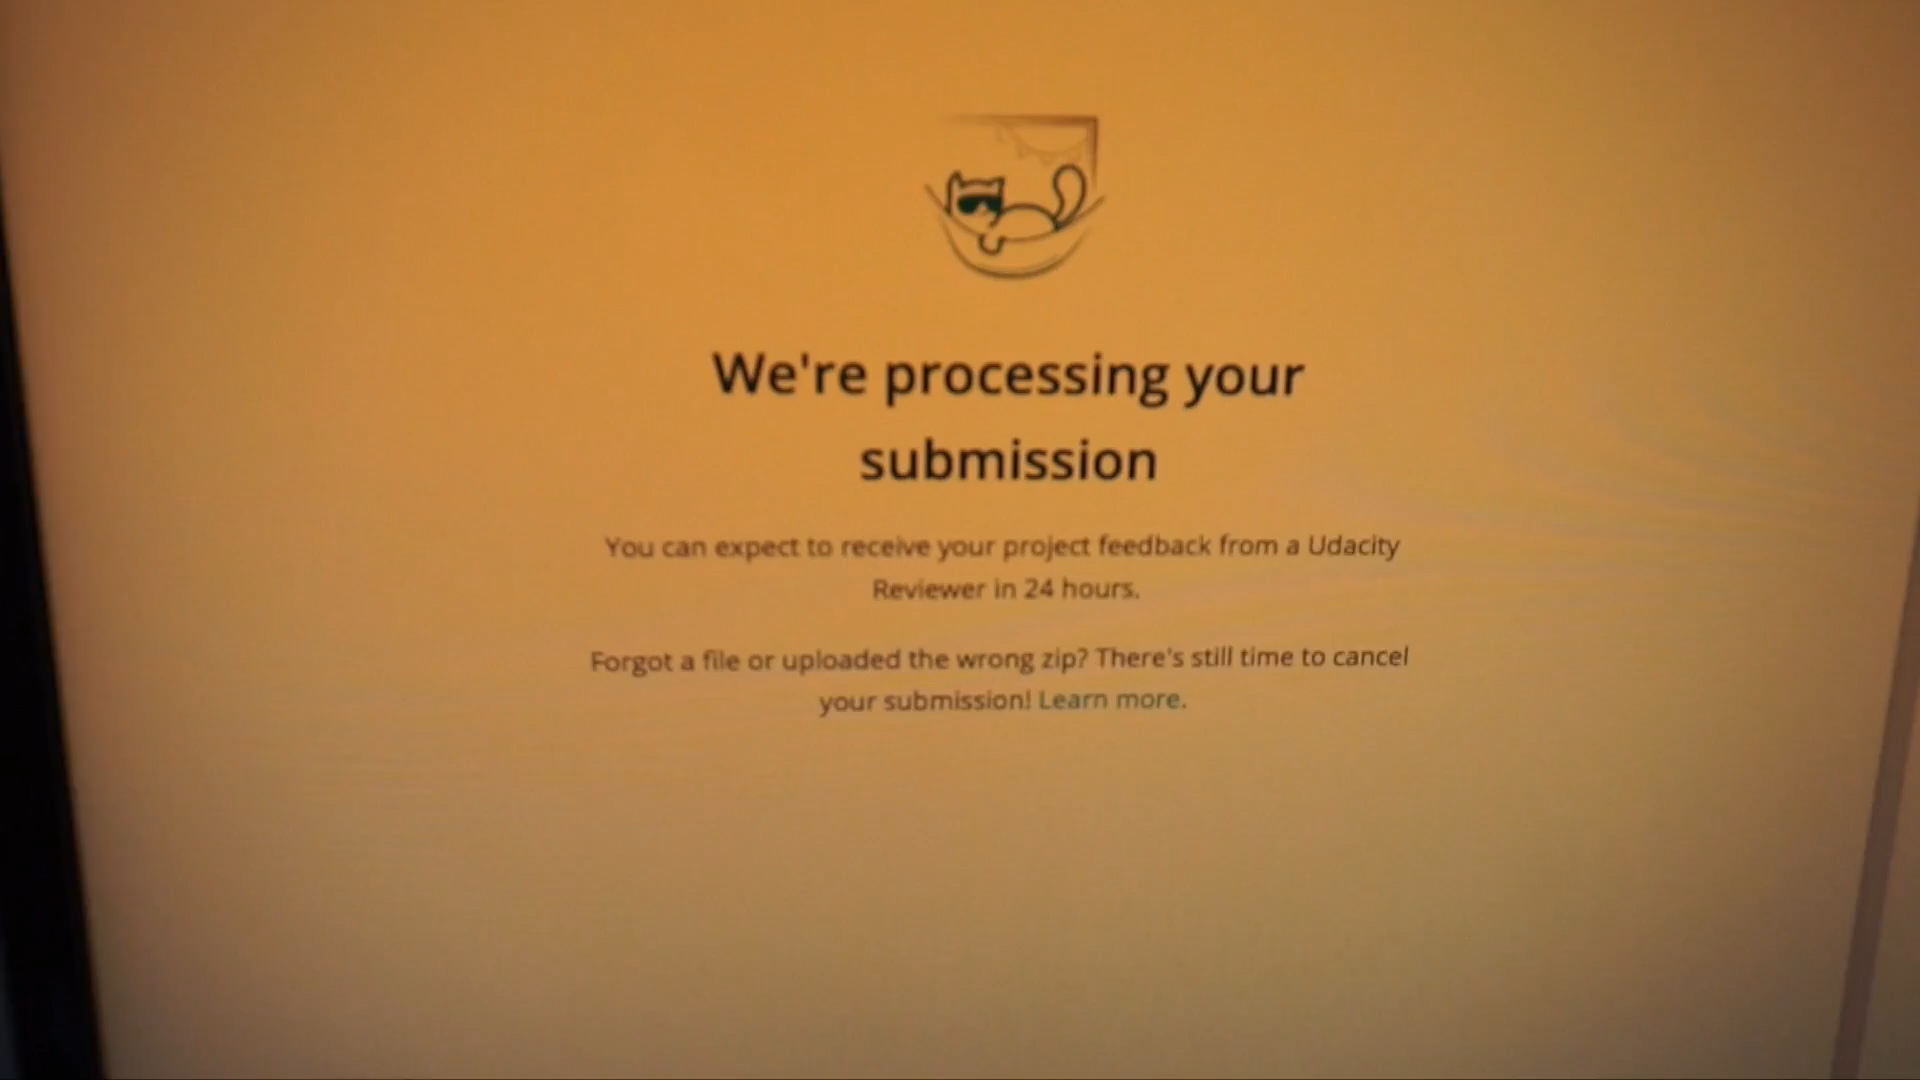 We're processing your
submission
You can expect to receive your project feedback from a Udacity
Reviewer in 24 hours.
Forgot a file or uploaded the wrong zip? There's still time to cancel
your submission! Learn more.